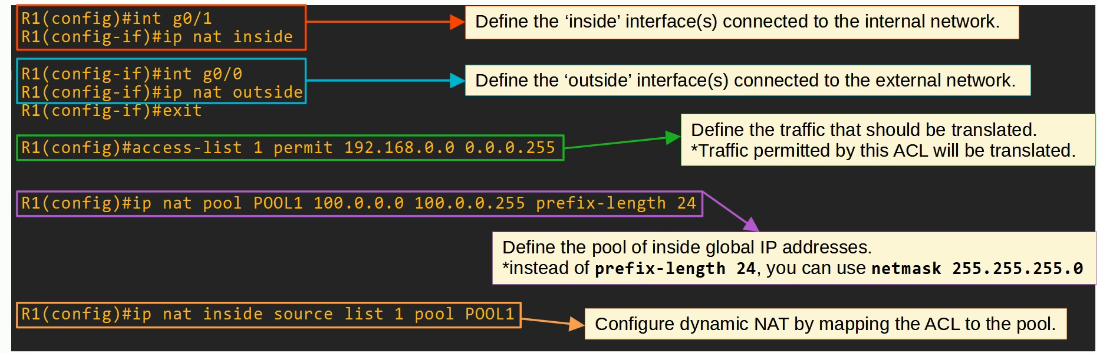 R1(config)#int g0/1
R1(config-if)#ip nat inside
Define the ‘inside’ interface(s) connected to the internal network.
R1(config-if)#int g0/0
R1(config-if)#ip nat outside
R1(config-if)#exit
Define the ‘outside’ interface(s) connected to the external network.
R1(config)#access-list 1 permit 192.168.0.0 0.0.0.255
Define the traffic that should be translated.
*Traffic permitted by this ACL will be translated.
R1(config)#ip nat pool POOL1 100.0.0.0 100.0.0.255 prefix-length 24
Define the pool of inside global IP addresses.
*instead of prefix-length 24, you can use netmask 255.255.255.0
R1(config)#ip nat inside source list 1 pool POOL1
Configure dynamic NAT by mapping the ACL to the pool.